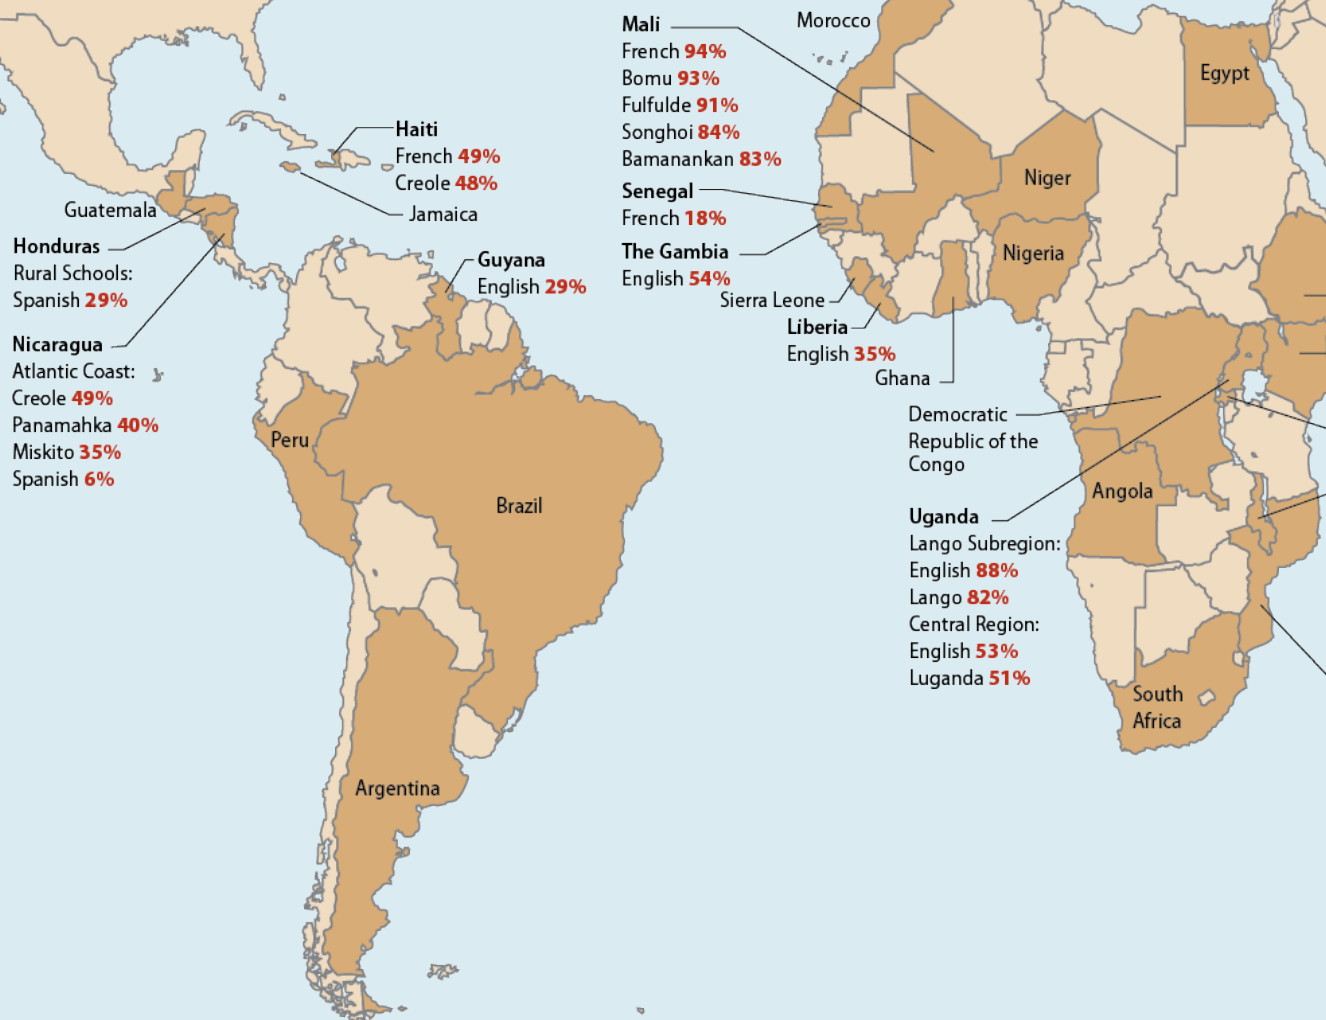 Mali
French 94%
Bomu 93%
Fulfulde 91%
Songhoi 84%
Bamanankan 83%
Senegal
French 18%
The Gambia
English 54%
Sierra Leone
Liberia
English 35%
Ghana
Morocco
Egypt
Niger
Nigeria
Haiti
French 49%
Creole 48%
Jamaica
Guatemala
Honduras
Rural Schools:
Spanish 29%
Nicaragua
Atlantic Coast:
Creole 49%
Panamahka 40%
Miskito 35%
Spanish 6%
Guyana
English 29%
Peru
Brazil
Argentina
Democratic
Republic of the
Congo
Angola
Uganda
Lango Subregion:
English 88%
Lango 82%
Central Region:
English 53%
Luganda 51%
South
Africa